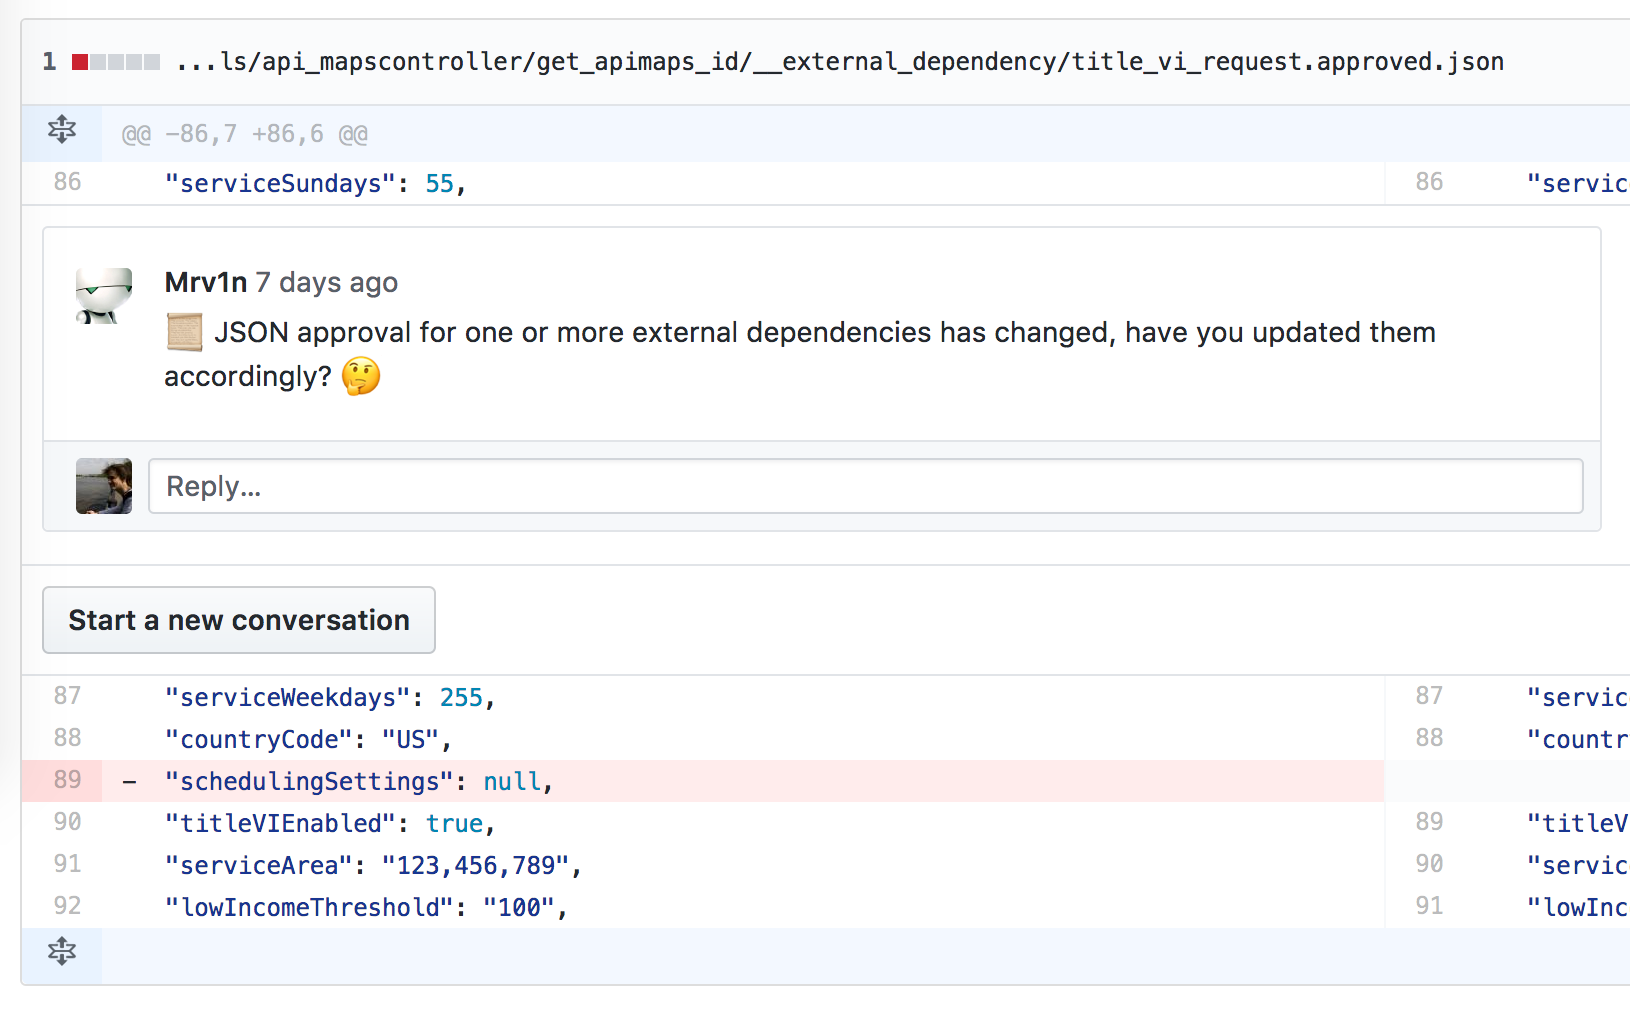 1 ...ls/api_mapscontroller/get_apimaps_id/__external_dependency/title_vi_request.approved.json
@@ -86,7 +86,6 @@
86 "serviceSundays": 55, 86 "servic
Mrv1n 7 days ago
JSON approval for one or more external dependencies has changed, have you updated them
accordingly?
Reply...
Start a new conversation
87 "serviceWeekdays": 255, 87 "servic
88 "countryCode": "US", 88 "countr
89 - "schedulingSettings": null,
90 "titleVIEnabled": true, 89 "titleV
91 "serviceArea": "123,456,789", 90 "servic
92 "lowIncomeThreshold": "100", 91 "lowInc